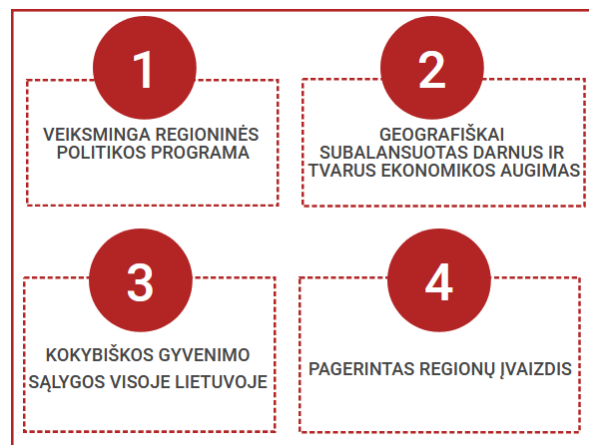 1
VEIKSMINGA REGIONINĖS
POLITIKOS PROGRAMA
2
GEOGRAFIŠKAI
SUBALANSUOTAS DARNUS IR
TVARUS EKONOMIKOS AUGIMAS
3
KOKYBIŠKOS GYVENIMO
SĄLYGOS VISOJE LIETUVOJE
4
PAGERINTAS REGIONŲ ĮVAIZDIS